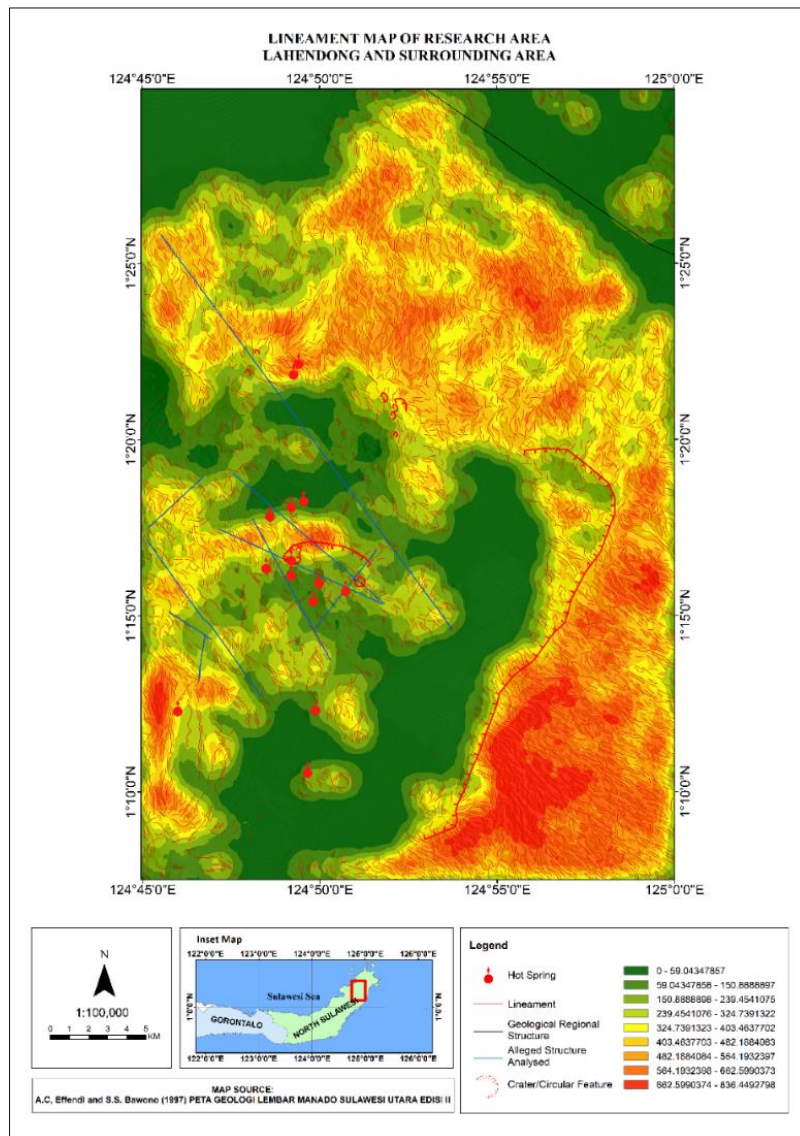 LINEAMENT MAP OF RESEARCH AREA
LAHENDONG AND SURROUNDING AREA
124°45'0"E 124°50'0"E 124°55'0"E 125°0'0"E
1°25'0"N 1°25'0"N
1°20'0"N 1°20'0"N
1°15'0"N 1°15'0"N
1°10'0"N 1°10'0"N
124°45'0"E 124°50'0"E 124°55'0"E 125°0'0"E
N
1:100,000
0 1 2 3 4 5
KM
Inset Map
122°0'0"E 123°0'0"E 124°0'0"E 125°0'0"E 126°0'0"E
1°0'0"N 1°0'0"N
Sulawesi Sea
GORONTALO
NORTH SULAWESI
122°0'0"E 123°0'0"E 124°0'0"E 125°0'0"E 126°0'0"E
MAP SOURCE:
A.C, Effendi and S.S. Bawono (1997) PETA GEOLOGI LEMBAR MANADO SULAWESI UTARA EDISI II
Legend
Hot Spring
Lineament
Geological Regional
Structure
Alleged Structure
Analysed
Crater/Circular Feature
0 - 59.04347857
59.04347858 - 150.8888897
150.8888898 - 239.4541075
239.4541076 - 324.7391322
324.7391323 - 403.4637702
403.4637703 - 482.1884083
482.1884084 - 564.1932397
564.1932398 - 662.5990373
662.5990374 - 836.4492798